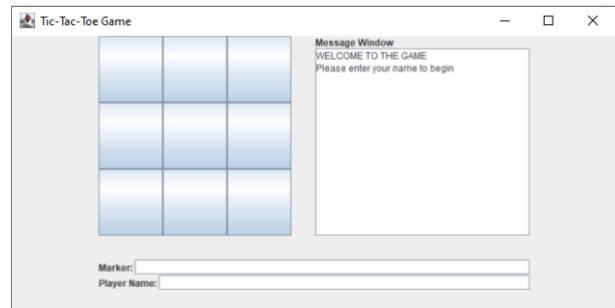 Tic-Tac-Toe Game
Message Window
WELCOME TO THE GAME
Please enter your name to begin
Marker:
Player Name: